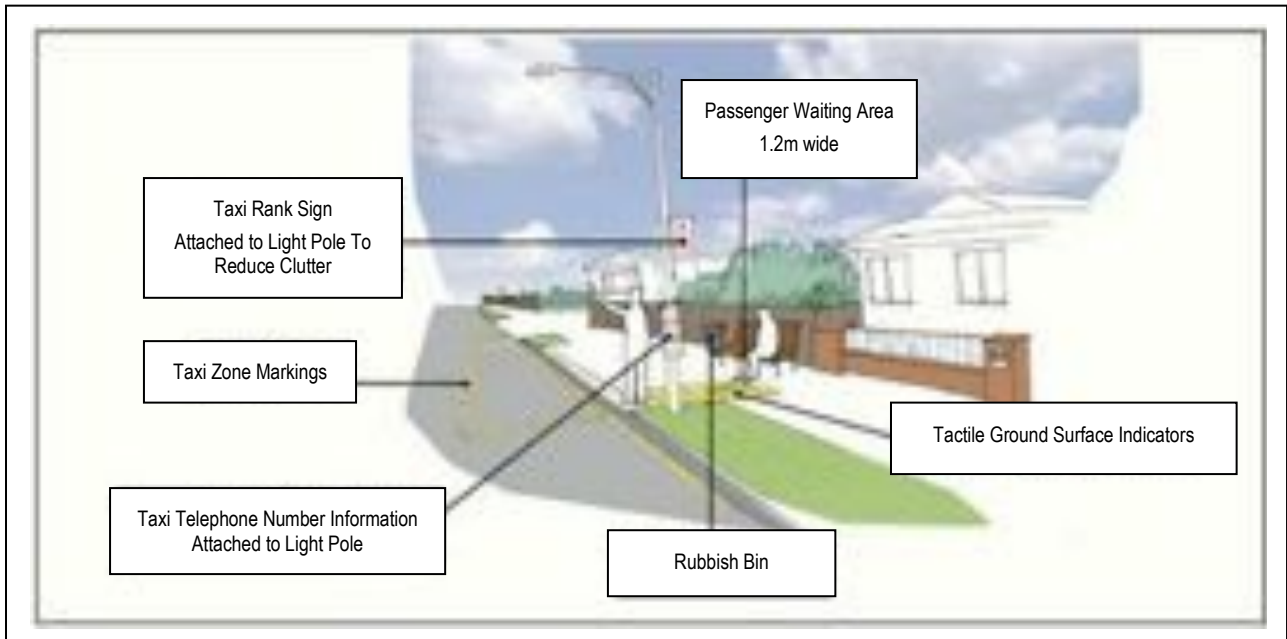 Passenger Waiting Area
1.2m wide
Taxi Rank Sign
Attached to Light Pole To
Reduce Clutter
Taxi Zone Markings
Tactile Ground Surface Indicators
Taxi Telephone Number Information
Attached to Light Pole
Rubbish Bin